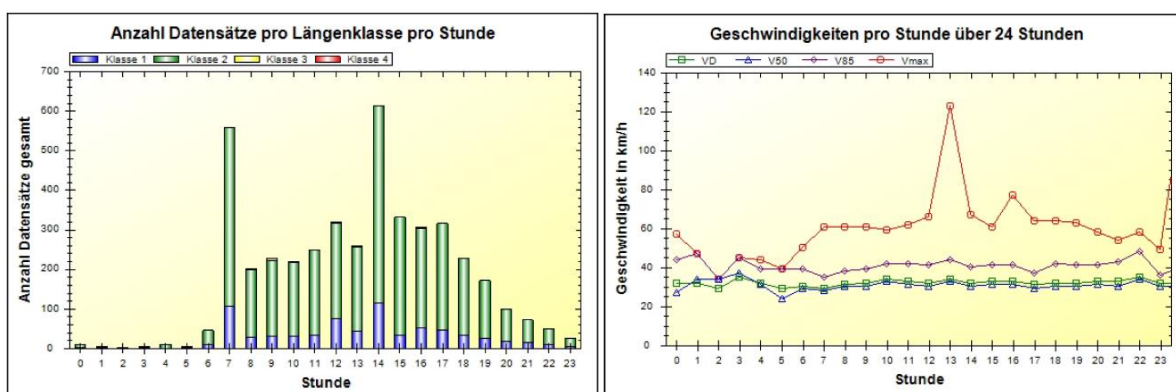 Anzahl Datensätze pro Längenklasse pro Stunde
Klasse 1 Klasse 2 Klasse 3 Klasse 4
Anzahl Datensätze gesamt
700
600
500
400
300
200
100
0
0 1 2 3 4 5 6 7 8 9 10 11 12 13 14 15 16 17 18 19 20 21 22 23
Stunde
Geschwindigkeiten pro Stunde über 24 Stunden
VD V50 V85 Vmax
Geschwindigkeit in km/h
140
120
100
80
60
40
20
0
0 1 2 3 4 5 6 7 8 9 10 11 12 13 14 15 16 17 18 19 20 21 22 23
Stunde